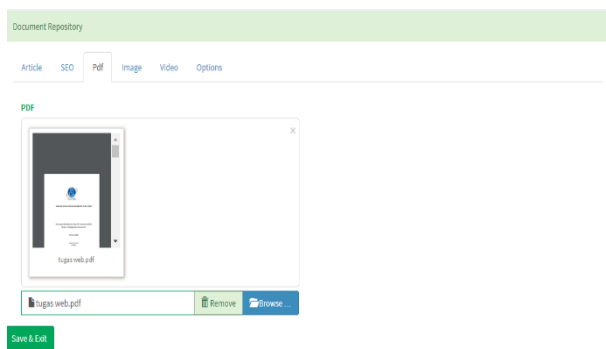 Document Repository
Article SEO Pdf Image Video Options
PDF
x
tugas web.pdf
tugas web.pdf Remove Browse ...
Save & Exit